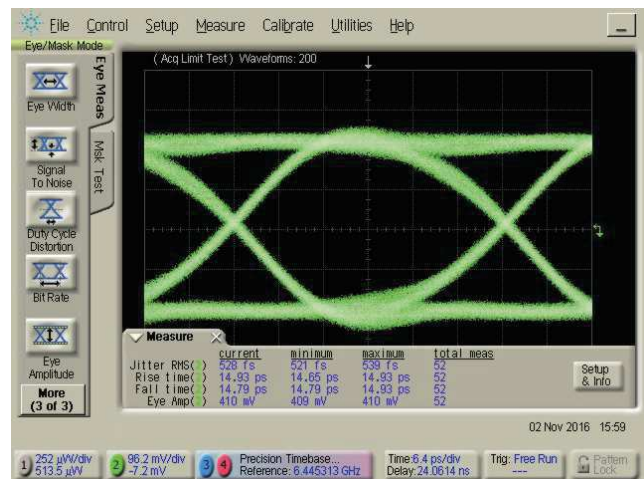 File Control Setup Measure Calibrate Utilities Help
Eye/Mask Mode
(Acq Limit Test) Waveforms: 200
Eye Meas
Msk Test
Eye Width
Signal
To Noise
Duty Cycle
Distortion
Bit Rate
Eye
Amplitude
More
(3 of 3)
Measure
current minimum maximum total meas
Jitter RMS(2) 528 fs 521 fs 539 fs 52
Rise time(2) 14.93 ps 14.65 ps 14.93 ps 52
Fall time(2) 14.79 ps 14.79 ps 14.93 ps 52
Eye Amp(2) 410 mV 409 mV 410 mV 52
Setup
& Info
02 Nov 2016 15:59
1 252 µW/div
513.5 µW
2 96.2 mV/div
-7.2 mV
3 4 Precision Timebase...
Reference: 6.445313 GHz
Time:6.4 ps/div
Delay:24.0614 ns
Trig: Free Run
---
Pattern
Lock